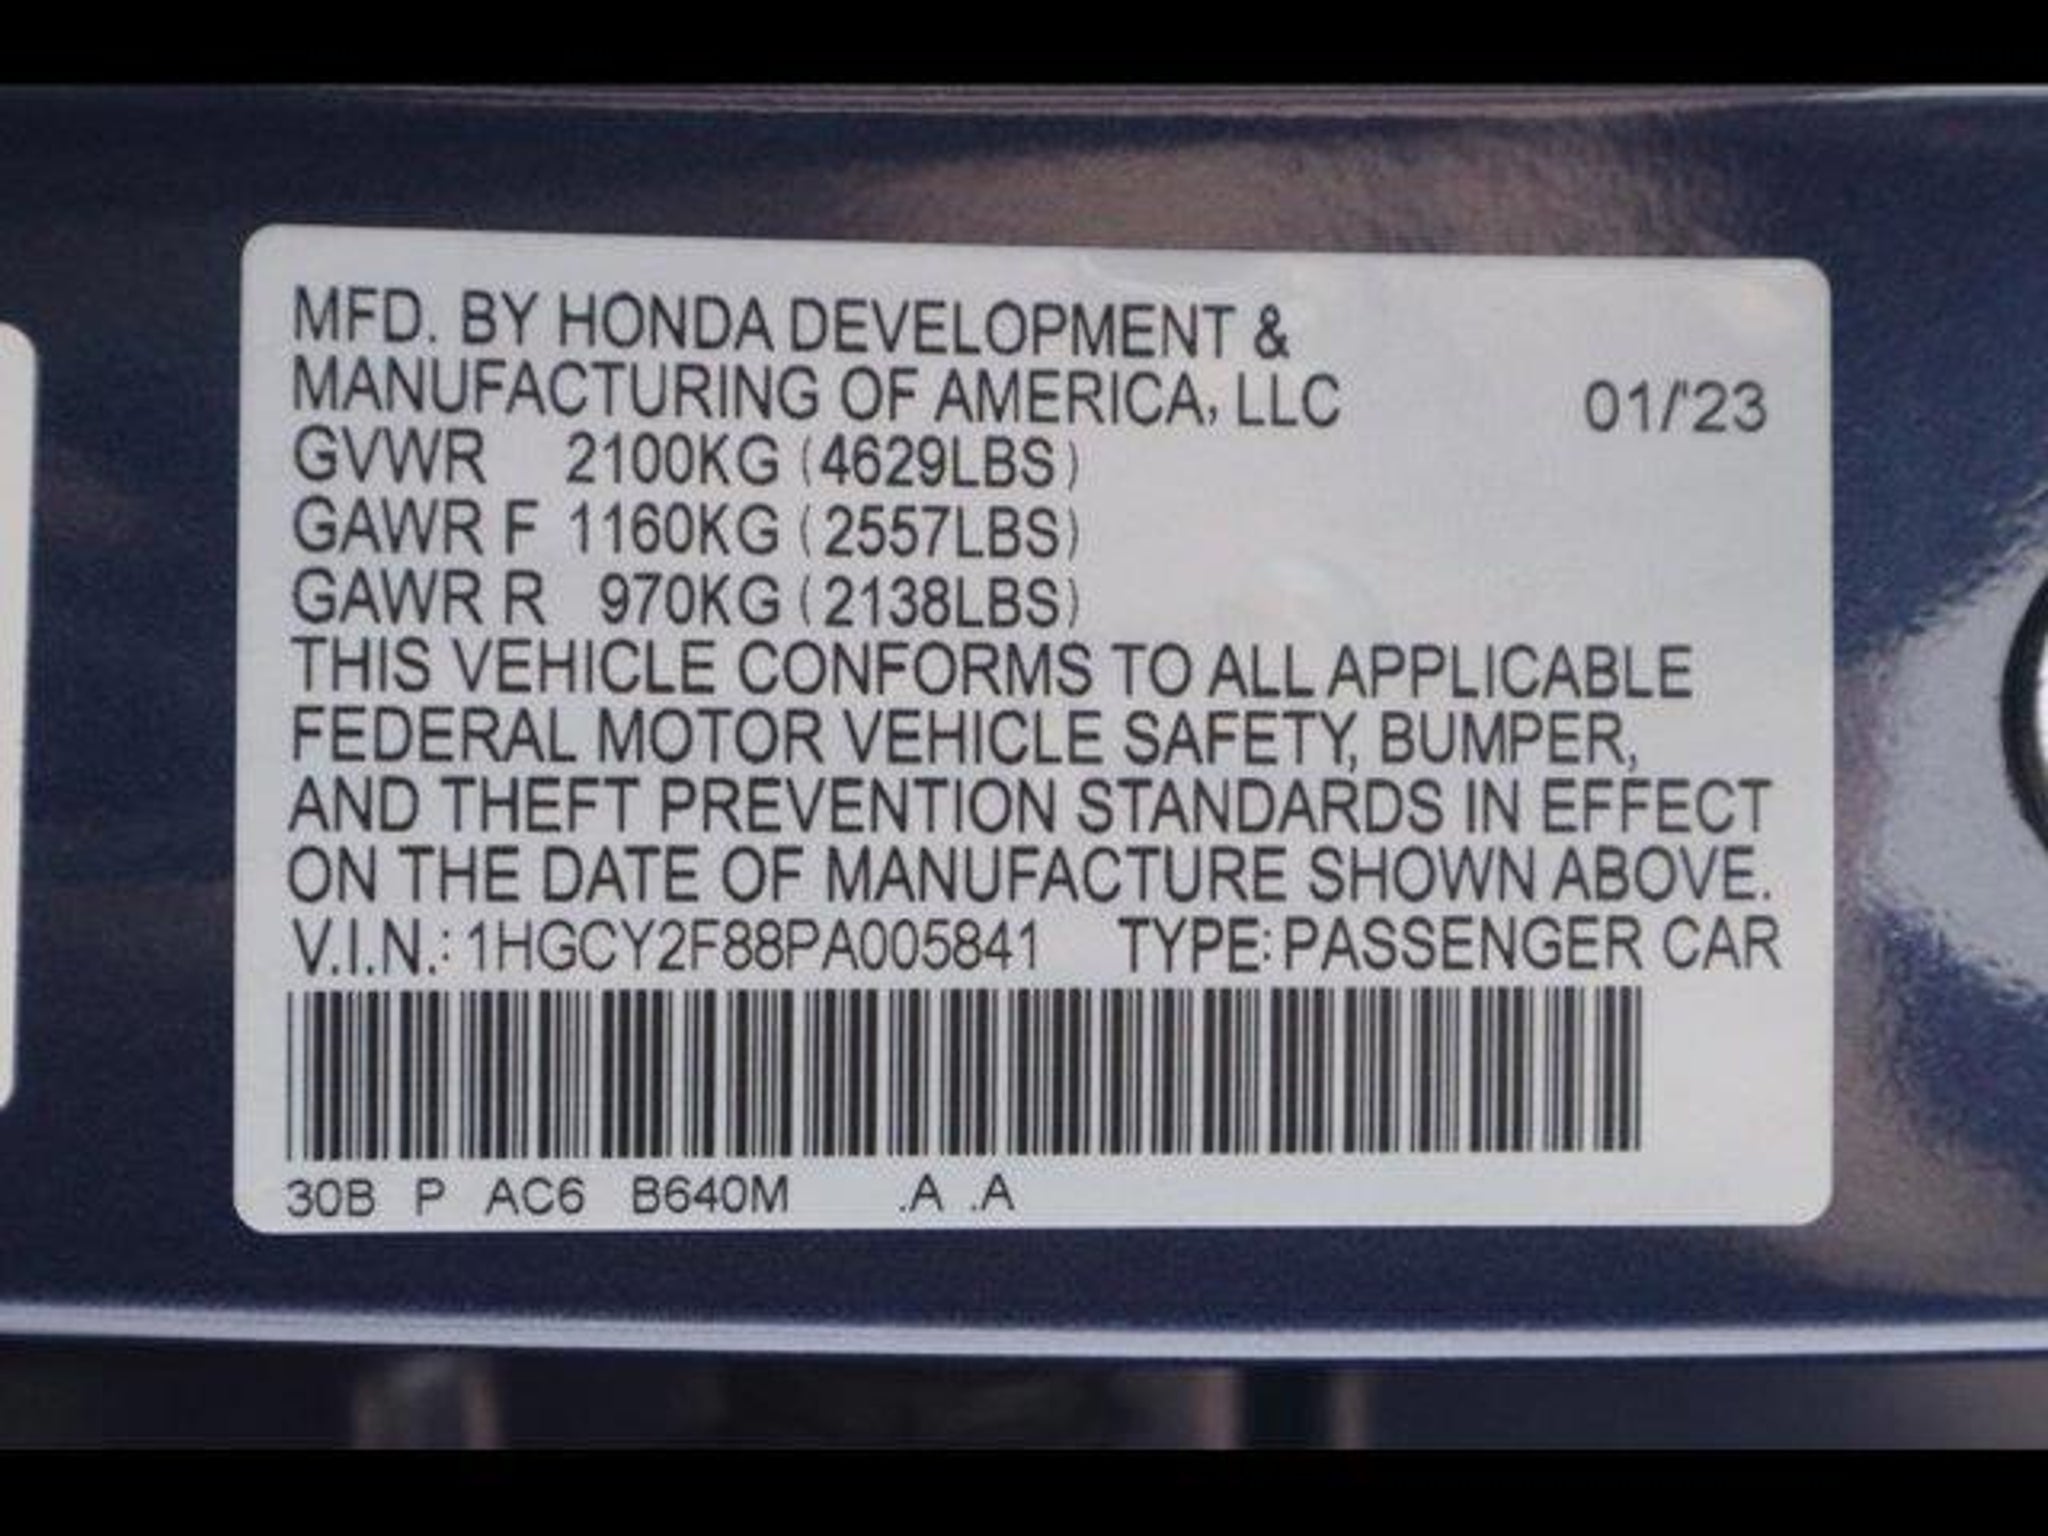 MFD. BY HONDA DEVELOPMENT &
MANUFACTURING OF AMERICA, LLC 01/'23
GVWR 2100KG (4629LBS)
GAWR F 1160KG (2557LBS)
GAWR R 970KG (2138LBS)
THIS VEHICLE CONFORMS TO ALL APPLICABLE
FEDERAL MOTOR VEHICLE SAFETY, BUMPER,
AND THEFT PREVENTION STANDARDS IN EFFECT
ON THE DATE OF MANUFACTURE SHOWN ABOVE.
V.I.N.: 1HGCY2F88PA005841 TYPE: PASSENGER CAR
30B P AC6 B640M .A .A